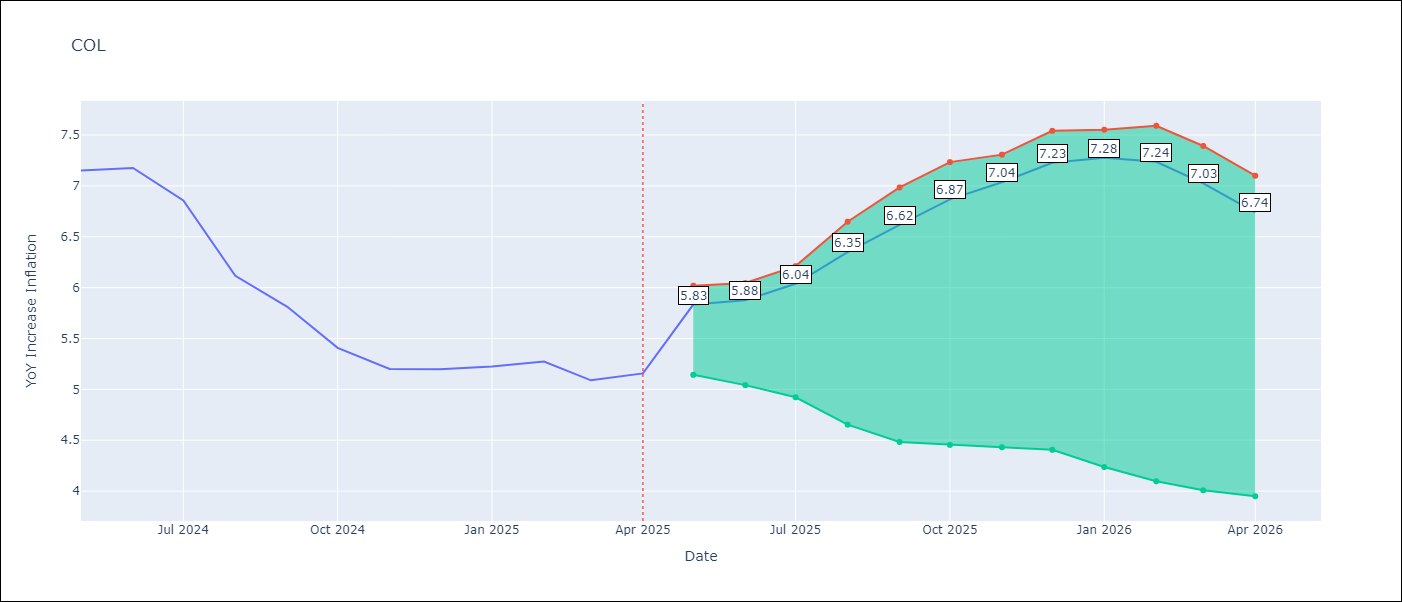 COL
YoY Increase Inflation
7.5
7
6.5
6
5.5
5
4.5
4
5.83
5.88
6.04
6.35
6.62
6.87
7.04
7.23
7.28
7.24
7.03
6.74
Jul 2024
Oct 2024
Jan 2025
Apr 2025
Jul 2025
Oct 2025
Jan 2026
Apr 2026
Date